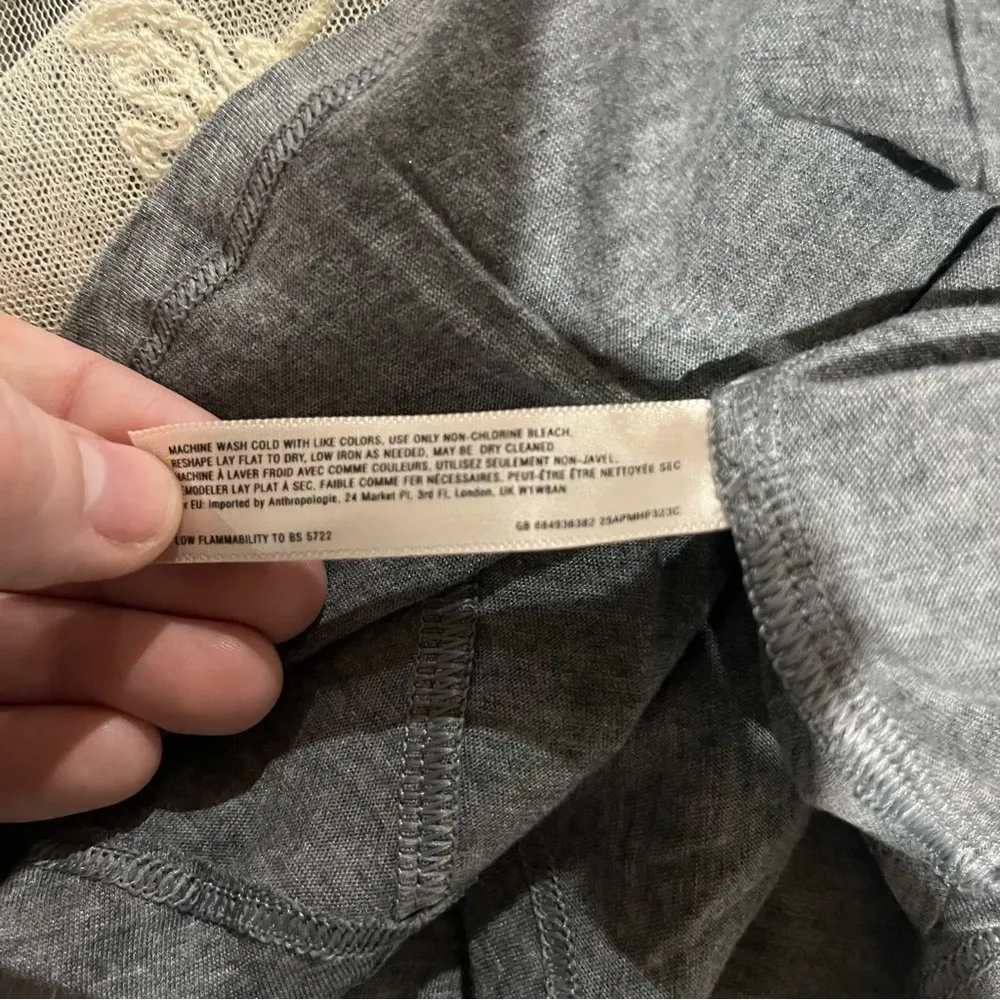 MACHINE WASH COLD WITH LIKE COLORS, USE ONLY NON-CHLORINE BLEACH,
RESHAPE LAY FLAT TO DRY, LOW IRON AS NEEDED, MAY BE DRY CLEANED
MACHINE À LAVER FROID AVEC COMME COULEURS, UTILISEZ SEULEMENT NON-JAVEL,
REMODELER LAY PLAT À SEC, FAIBLE COMME FER NÉCESSAIRES, PEUT-ÊTRE ÊTRE NETTOYÉE SEC
EU: Imported by Anthropologie, 24 Market Pl, 3rd Fl, London, UK W1W8AN
GB 684936382 25APMHP323C
LOW FLAMMABILITY TO BS 5722